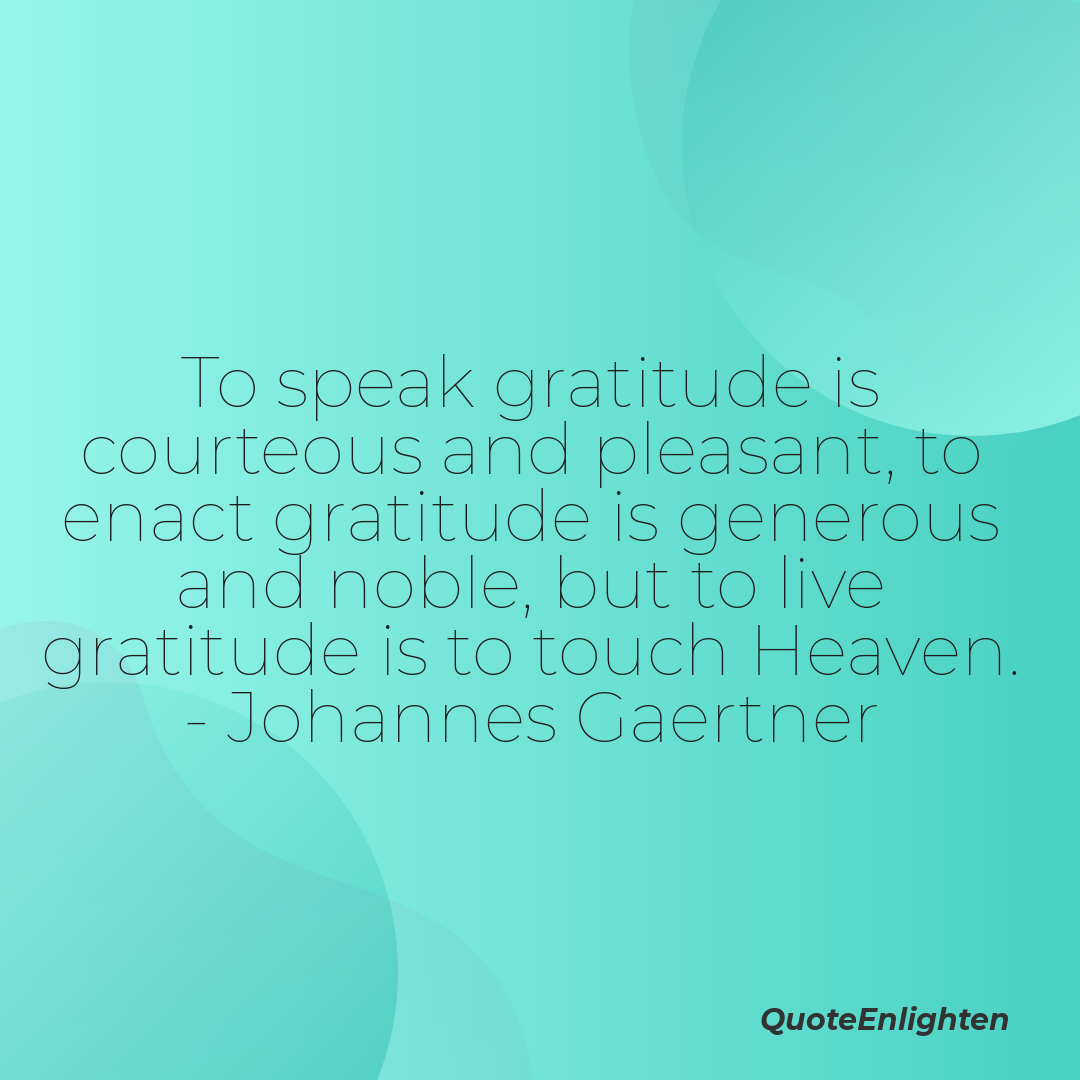 To speak gratitude is
courteous and pleasant, to
enact gratitude is generous
and noble, but to live
gratitude is to touch Heaven.
- Johannes Gaertner
QuoteEnlighten